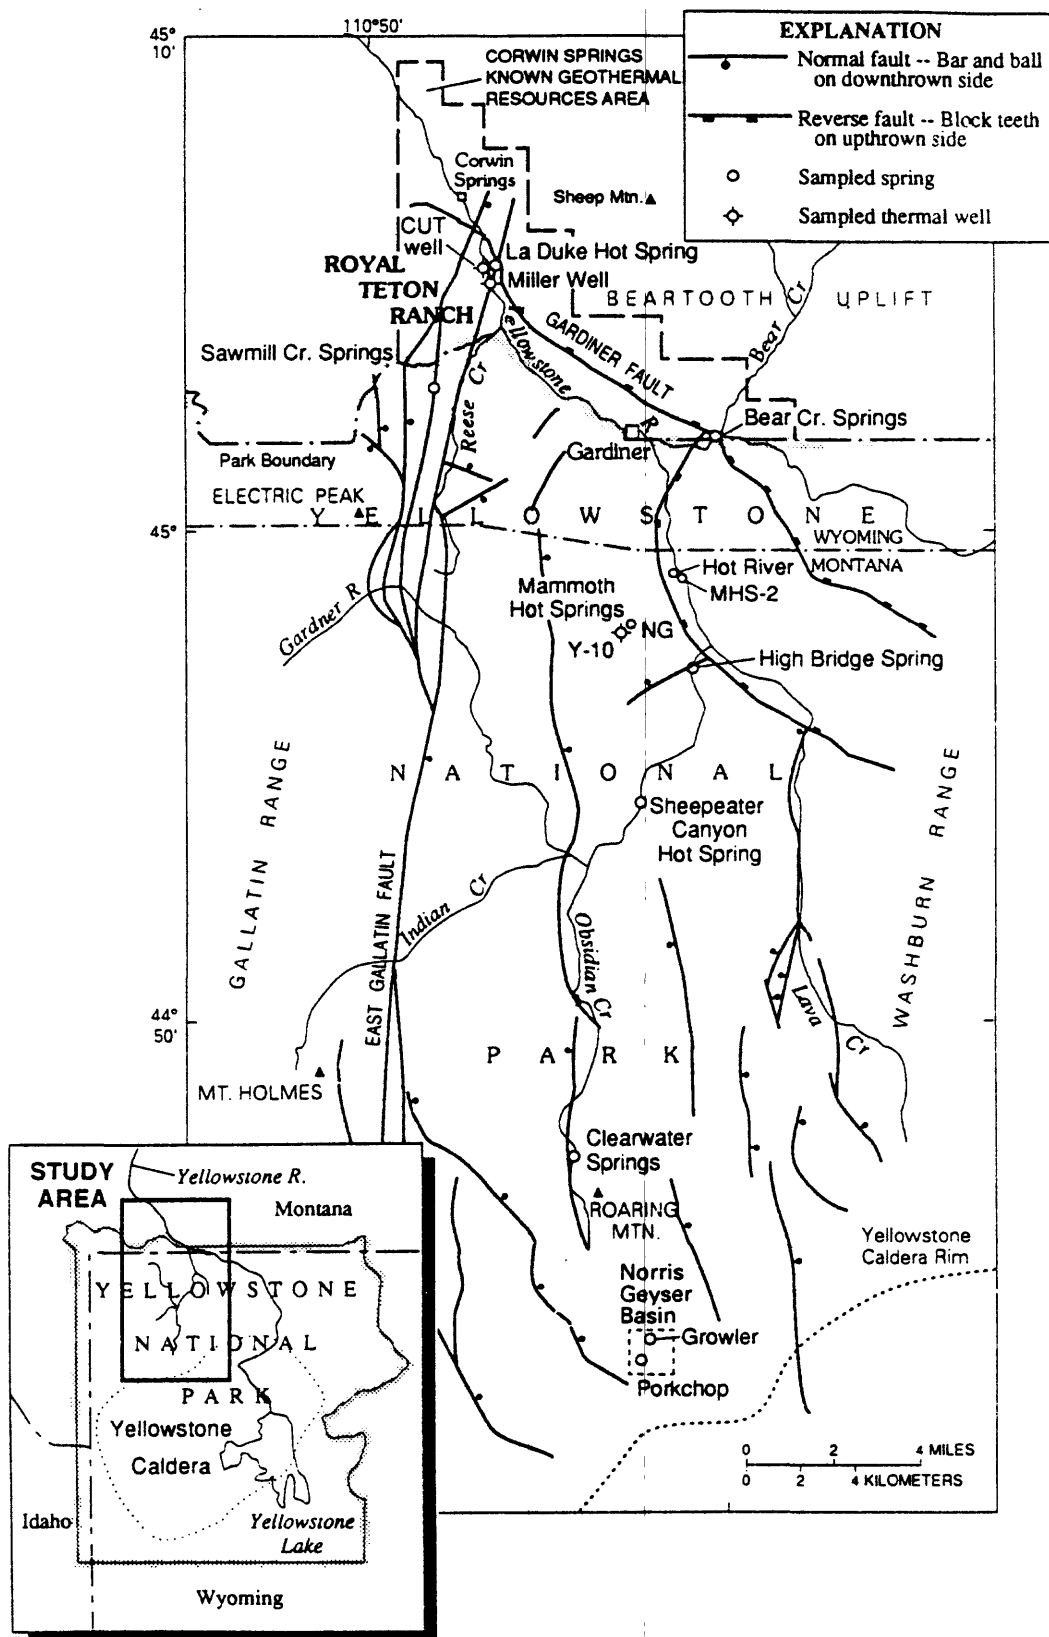 45°
10'
110°50'
EXPLANATION
Normal fault -- Bar and ball
on downthrown side
Reverse fault -- Block teeth
on upthrown side
Sampled spring
Sampled thermal well
CORWIN SPRINGS
KNOWN GEOTHERMAL
RESOURCES AREA
Corwin
Springs
Sheep Mtn.
CUT
well
La Duke Hot Spring
Miller Well
ROYAL
TETON
RANCH
BEARTOOTH UPLIFT
Bear Cr
GARDINER FAULT
Yellowstone
R
Sawmill Cr. Springs
Reese Cr
Bear Cr. Springs
Gardiner
Park Boundary
ELECTRIC PEAK
YELLOWSTONE
45°
WYOMING
MONTANA
Hot River
MHS-2
Mammoth
Hot Springs
Gardner R
NG
Y-10
High Bridge Spring
NATIONAL
GALLATIN RANGE
WASHBURN RANGE
Sheepeater
Canyon
Hot Spring
EAST GALLATIN FAULT
Indian Cr
Obsidian Cr
Lava Cr
44°
50'
PARK
MT. HOLMES
Clearwater
Springs
ROARING
MTN.
Yellowstone
Caldera Rim
Norris
Geyser
Basin
Growler
Porkchop
0 2 4 MILES
0 2 4 KILOMETERS
STUDY
AREA
Yellowstone R.
Montana
YELLOWSTONE
NATIONAL
PARK
Yellowstone
Caldera
Idaho
Yellowstone
Lake
Wyoming